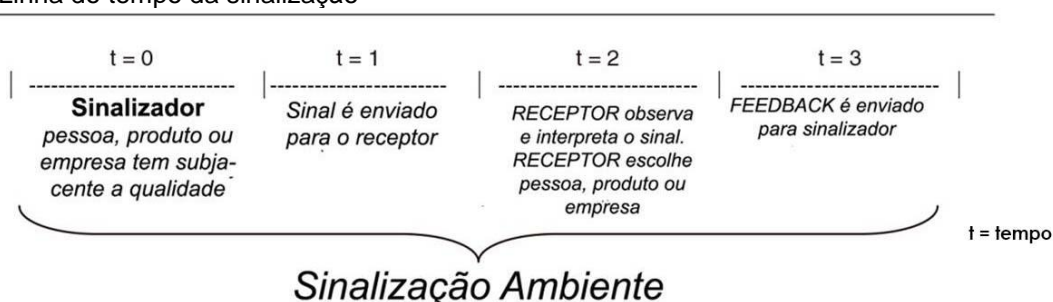 Linha do tempo da sinalização
t = 0
t = 1
t = 2
t = 3
Sinalizador
pessoa, produto ou
empresa tem subja-
cente a qualidade
Sinal é enviado
para o receptor
RECEPTOR observa
e interpreta o sinal.
RECEPTOR escolhe
pessoa, produto ou
empresa
FEEDBACK é enviado
para sinalizador
t = tempo
Sinalização Ambiente